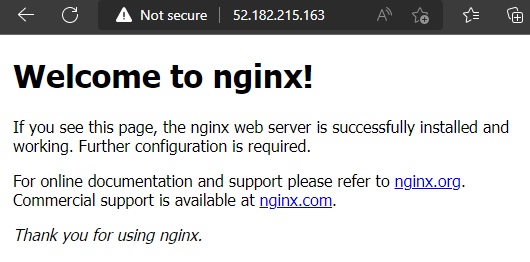 Not secure | 52.182.215.163
Welcome to nginx!
If you see this page, the nginx web server is successfully installed and
working. Further configuration is required.
For online documentation and support please refer to nginx.org.
Commercial support is available at nginx.com.
Thank you for using nginx.